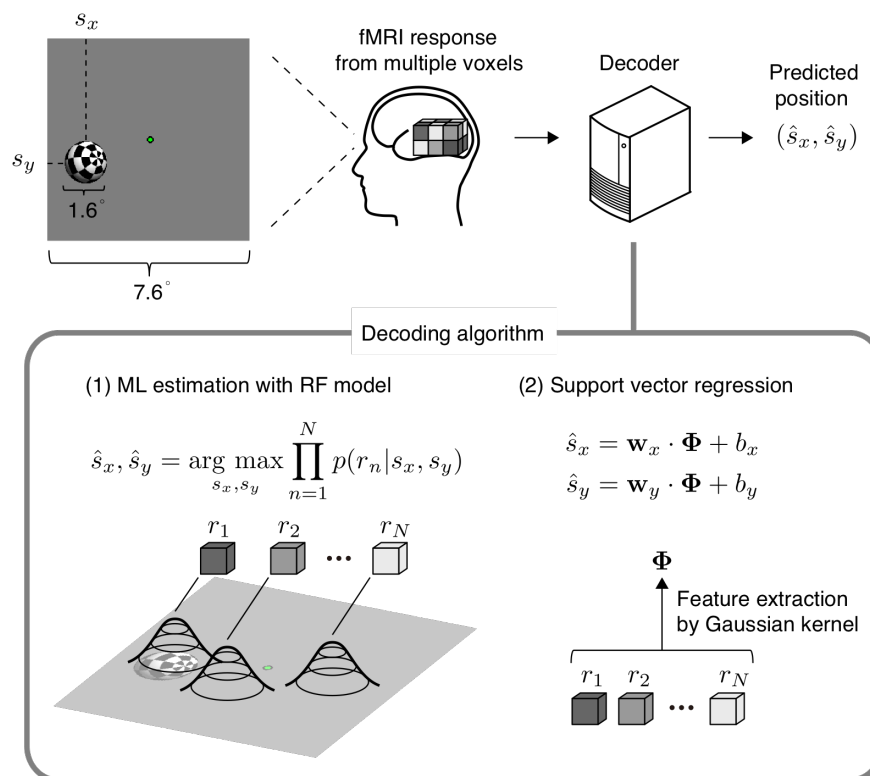 s_x
fMRI response
from multiple voxels
Decoder
Predicted
position
(ŝ_x, ŝ_y)
s_y
1.6°
7.6°
Decoding algorithm
(1) ML estimation with RF model
ŝ_x, ŝ_y = arg max_{s_x,s_y} ∏_{n=1}^{N} p(r_n|s_x, s_y)
r_1 r_2 ··· r_N
(2) Support vector regression
ŝ_x = w_x · Φ + b_x
ŝ_y = w_y · Φ + b_y
Φ
Feature extraction
by Gaussian kernel
r_1 r_2 ··· r_N